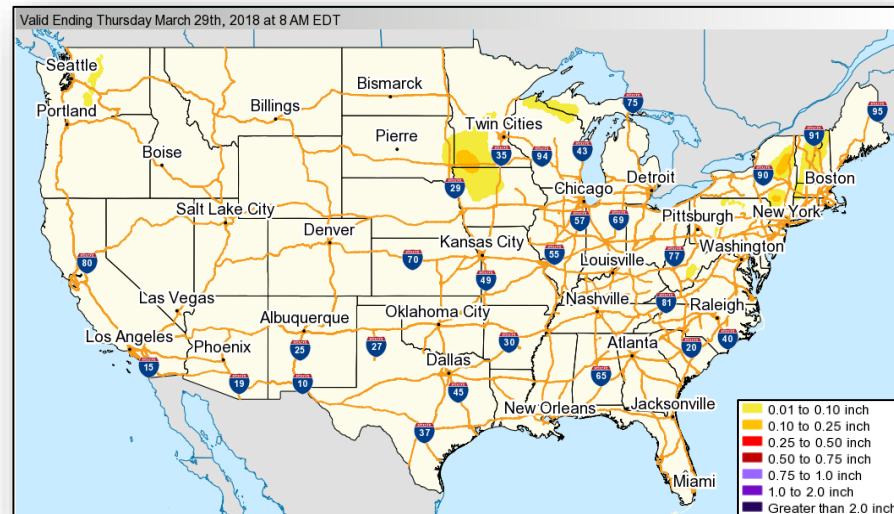 Valid Ending Thursday March 29th, 2018 at 8 AM EDT
Seattle
Portland
Billings
Bismarck
Pierre
Twin Cities
Boise
Salt Lake City
Denver
Las Vegas
Los Angeles
Phoenix
Albuquerque
Oklahoma City
Kansas City
Dallas
New Orleans
Chicago
Detroit
Louisville
Nashville
Atlanta
Jacksonville
Miami
Raleigh
Washington
Pittsburgh
New York
Boston
75
95
91
90
35
94
43
29
57
69
80
70
55
77
49
81
15
19
25
10
27
30
45
37
65
20
40
0.01 to 0.10 inch
0.10 to 0.25 inch
0.25 to 0.50 inch
0.50 to 0.75 inch
0.75 to 1.0 inch
1.0 to 2.0 inch
Greater than 2.0 inch